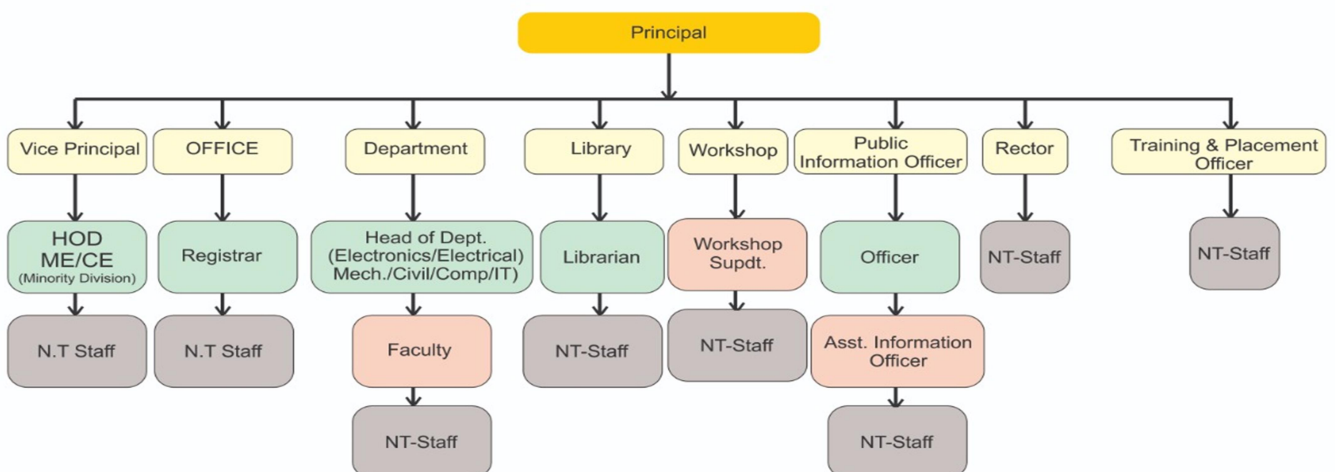 Principal
Vice Principal
OFFICE
Department
Library
Workshop
Public
Information Officer
Rector
Training & Placement
Officer
HOD
ME/CE
(Minority Division)
Registrar
Head of Dept.
(Electronics/Electrical)
Mech./Civil/Comp/IT)
Librarian
Workshop
Supdt.
Officer
NT-Staff
NT-Staff
N.T Staff
N.T Staff
Faculty
NT-Staff
NT-Staff
Asst. Information
Officer
NT-Staff
NT-Staff